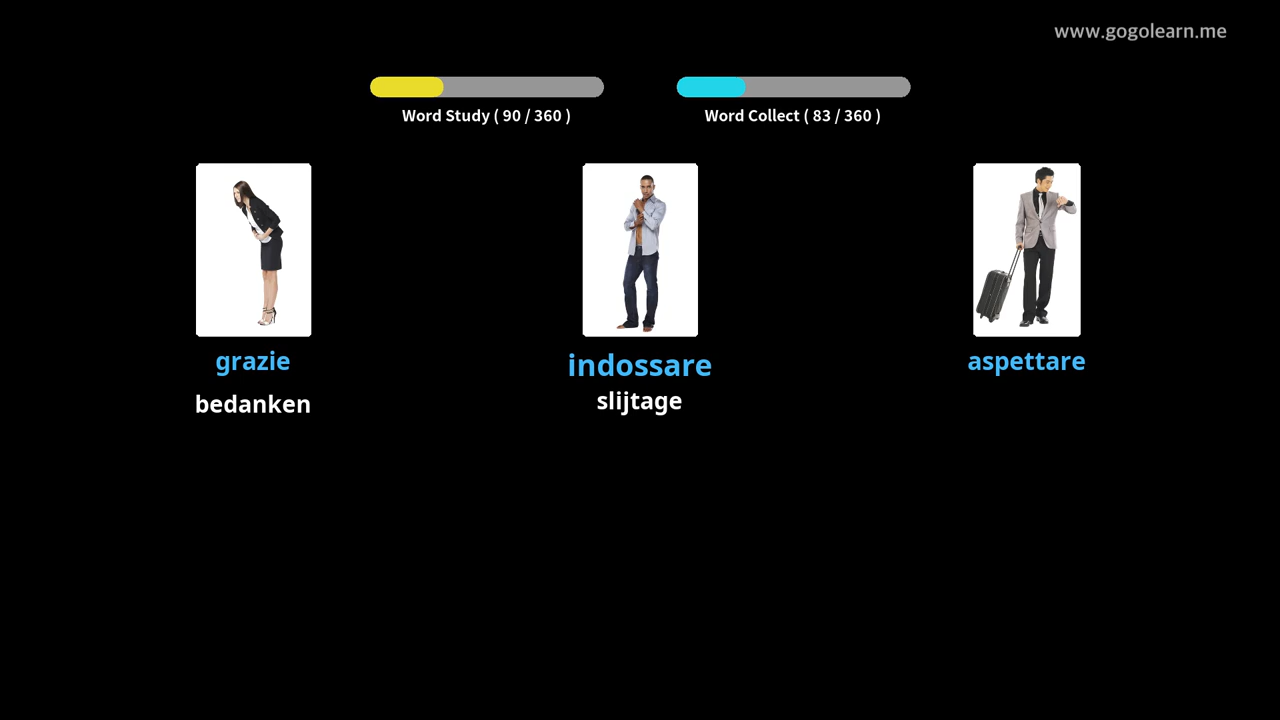 www.gogolearn.me
Word Study ( 90 / 360 )
Word Collect ( 83 / 360 )
grazie
bedanken
indossare
slijtage
aspettare